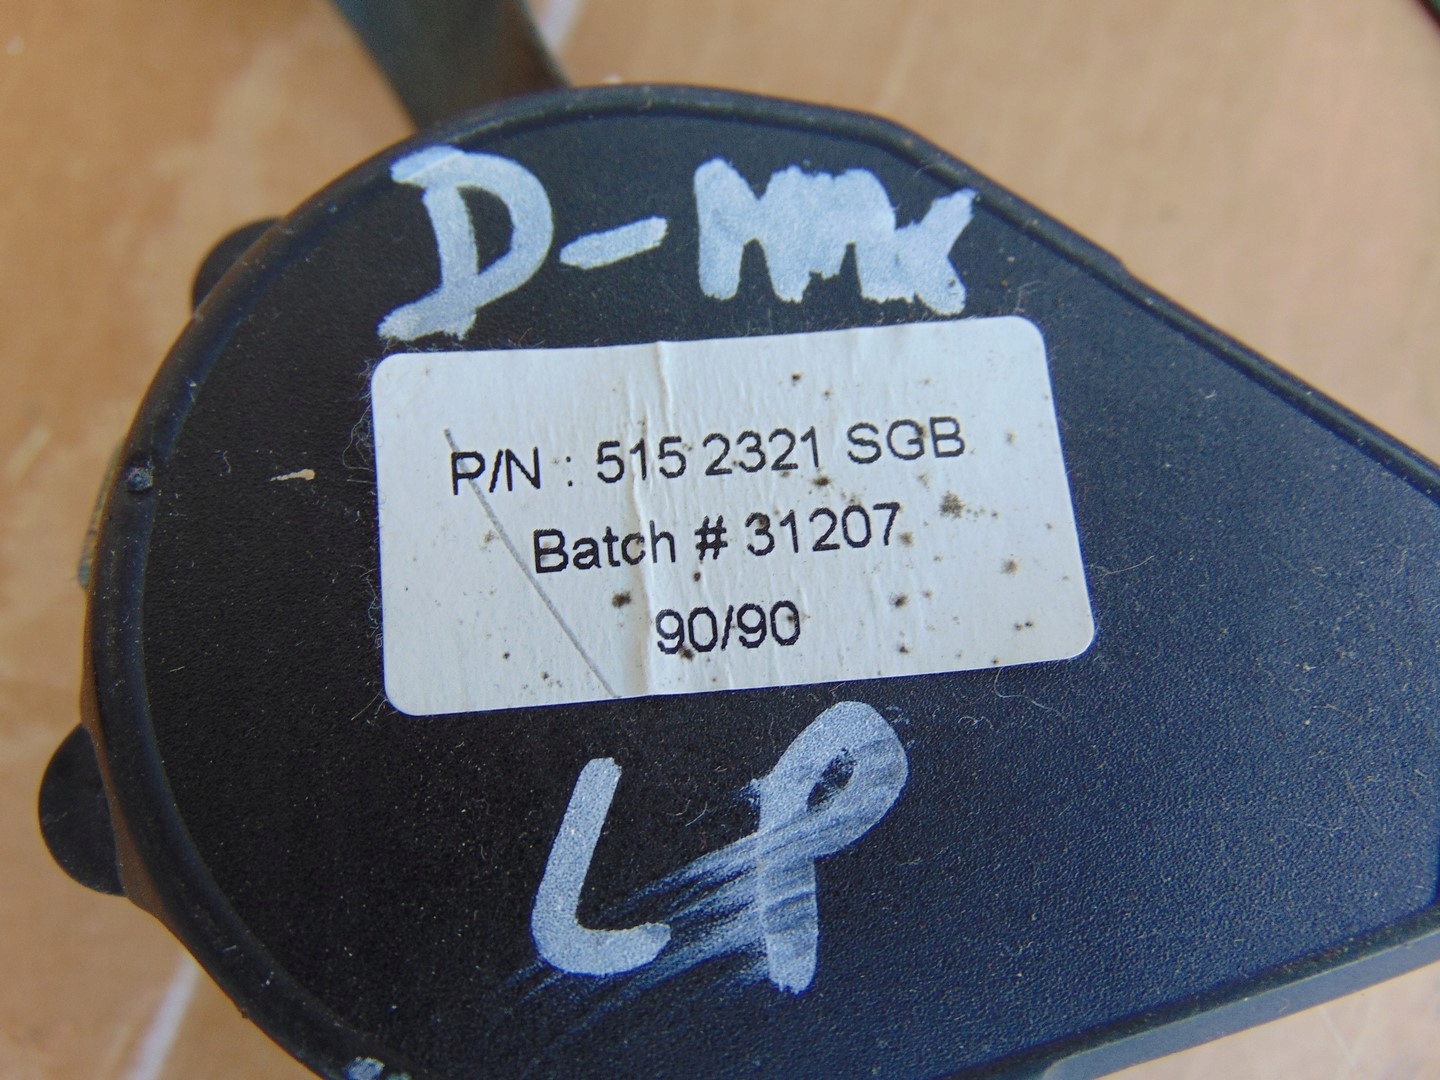 D-MAX
P/N : 515 2321 SGB
Batch # 31207
90/90
LP